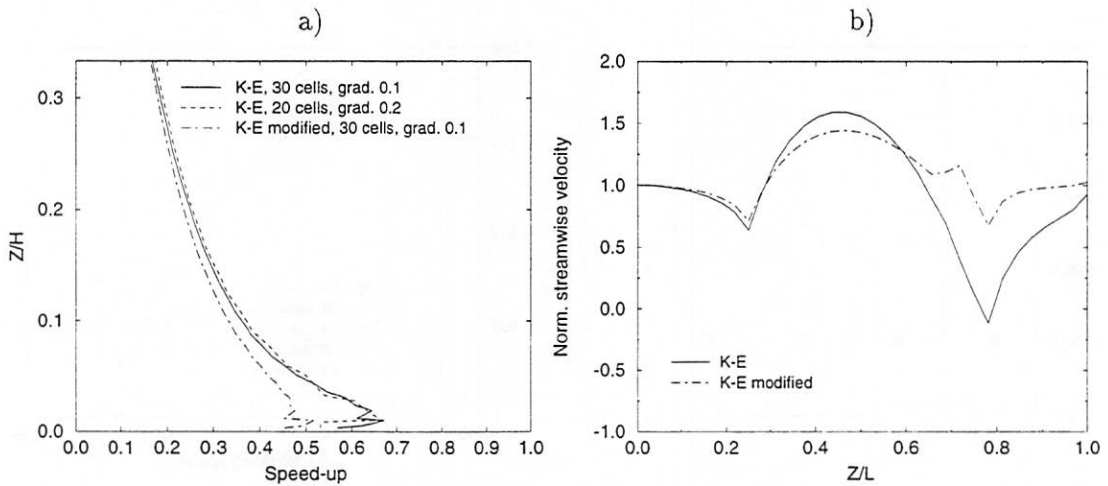 a)
0.3
0.2
0.1
0.0
Z/H
K-E, 30 cells, grad. 0.1
K-E, 20 cells, grad. 0.2
K-E modified, 30 cells, grad. 0.1
0.0 0.1 0.2 0.3 0.4 0.5 0.6 0.7 0.8 0.9 1.0
Speed-up
b)
2.0
1.5
1.0
0.5
0.0
-0.5
-1.0
Norm. streamwise velocity
K-E
K-E modified
0.0 0.2 0.4 0.6 0.8 1.0
Z/L